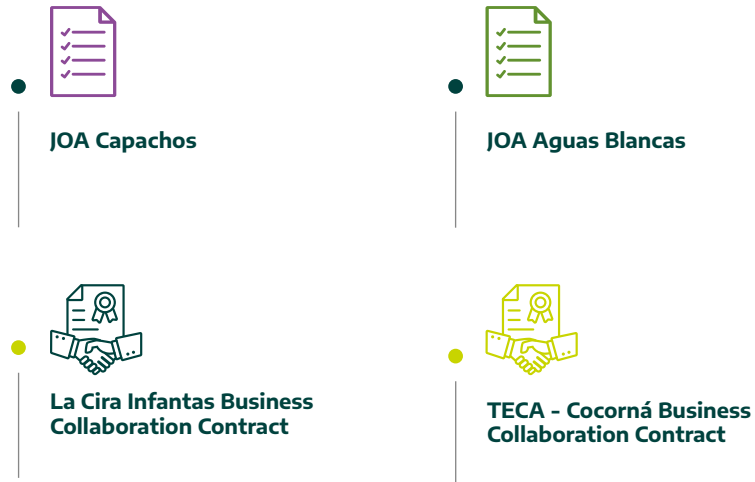 JOA Capachos
JOA Aguas Blancas
La Cira Infantas Business
Collaboration Contract
TECA - Cocorná Business
Collaboration Contract